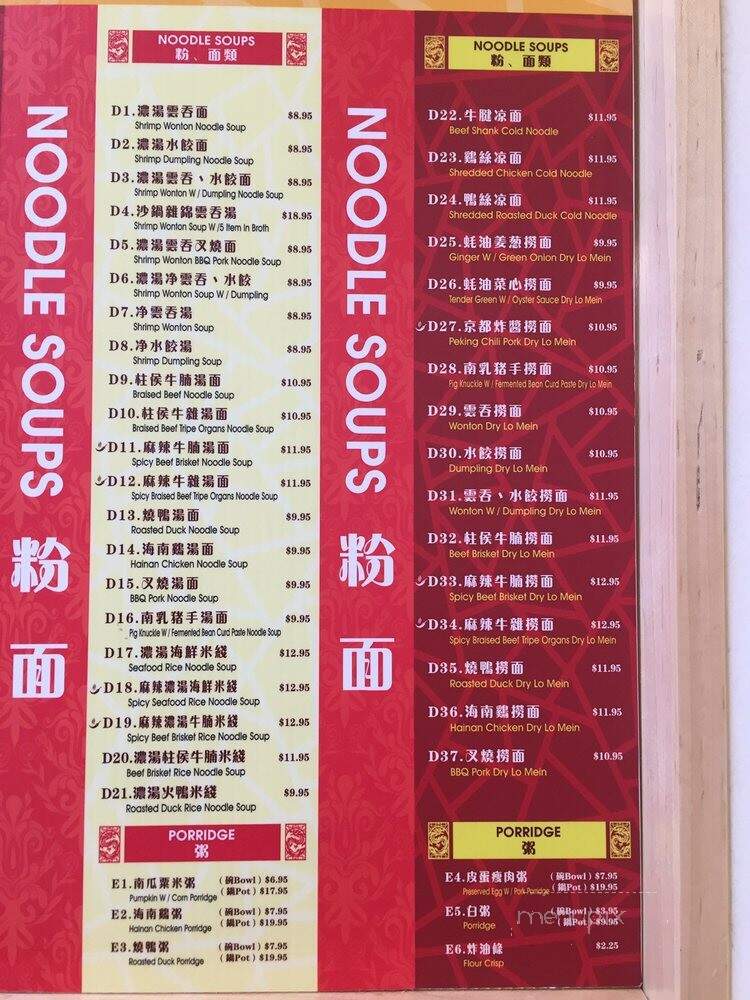 NOODLE SOUPS
粉、面類
NOODLE SOUPS 粉 面
D1.濃湯雲吞面 $8.95
Shrimp Wonton Noodle Soup
D2.濃湯水餃面 $8.95
Shrimp Dumpling Noodle Soup
D3.濃湯雲吞、水餃面 $8.95
Shrimp Wonton W / Dumpling Noodle Soup
D4.沙鍋雜錦雲吞湯 $18.95
Shrimp Wonton Soup W /5 Item In Broth
D5.濃湯雲吞叉燒面 $8.95
Shrimp Wonton BBQ Pork Noodle Soup
D6.濃湯净雲吞、水餃 $8.95
Shrimp Wonton Soup W / Dumpling
D7.净雲吞湯 $8.95
Shrimp Wonton Soup
D8.净水餃湯 $8.95
Shrimp Dumpling Soup
D9.柱侯牛腩湯面 $10.95
Braised Beef Noodle Soup
D10.柱侯牛雜湯面 $10.95
Braised Beef Tripe Organs Noodle Soup
D11.麻辣牛腩湯面 $11.95
Spicy Beef Brisket Noodle Soup
D12.麻辣牛雜湯面 $11.95
Spicy Braised Beef Tripe Organs Noodle Soup
D13.燒鴨湯面 $9.95
Roasted Duck Noodle Soup
D14.海南鷄湯面 $9.95
Hainan Chicken Noodle Soup
D15.叉燒湯面 $9.95
BBQ Pork Noodle Soup
D16.南乳豬手湯面 $9.95
Pig Knuckle W / Fermented Bean Curd Paste Noodle Soup
D17.濃湯海鮮米綫 $12.95
Seafood Rice Noodle Soup
D18.麻辣濃湯海鮮米綫 $12.95
Spicy Seafood Rice Noodle Soup
D19.麻辣濃湯牛腩米綫 $12.95
Spicy Beef Brisket Rice Noodle Soup
D20.濃湯柱侯牛腩米綫 $11.95
Beef Brisket Rice Noodle Soup
D21.濃湯火鴨米綫 $9.95
Roasted Duck Rice Noodle Soup
PORRIDGE
粥
E1.南瓜粟米粥 (碗Bowl) $6.95
Pumpkin W / Corn Porridge (鍋Pot) $17.95
E2.海南鷄粥 (碗Bowl) $7.95
Hainan Chicken Porridge (鍋Pot) $19.95
E3.燒鴨粥 (碗Bowl) $7.95
Roasted Duck Porridge (鍋Pot) $19.95
NOODLE SOUPS
粉、面類
NOODLE SOUPS 粉 面
D22.牛腱凉面 $11.95
Beef Shank Cold Noodle
D23.鷄絲凉面 $11.95
Shredded Chicken Cold Noodle
D24.鴨絲凉面 $11.95
Shredded Roasted Duck Cold Noodle
D25.蚝油姜葱撈面 $9.95
Ginger W / Green Onion Dry Lo Mein
D26.蚝油菜心撈面 $9.95
Tender Green W / Oyster Sauce Dry Lo Mein
D27.京都炸醬撈面 $10.95
Peking Chili Pork Dry Lo Mein
D28.南乳豬手撈面 $10.95
Pig Knuckle W / Fermented Bean Curd Paste Dry Lo Mein
D29.雲吞撈面 $10.95
Wonton Dry Lo Mein
D30.水餃撈面 $10.95
Dumpling Dry Lo Mein
D31.雲吞、水餃撈面 $11.95
Wonton W / Dumpling Dry Lo Mein
D32.柱侯牛腩撈面 $11.95
Beef Brisket Dry Lo Mein
D33.麻辣牛腩撈面 $12.95
Spicy Beef Brisket Dry Lo Mein
D34.麻辣牛雜撈面 $12.95
Spicy Braised Beef Tripe Organs Dry Lo Mein
D35.燒鴨撈面 $11.95
Roasted Duck Dry Lo Mein
D36.海南鷄撈面 $11.95
Hainan Chicken Dry Lo Mein
D37.叉燒撈面 $10.95
BBQ Pork Dry Lo Mein
PORRIDGE
粥
E4.皮蛋瘦肉粥 (碗Bowl) $7.95
Preserved Egg W / Pork Porridge (鍋Pot) $19.95
E5.白粥 (碗Bowl) $3.95
Porridge (鍋Pot) $9.95
E6.炸油條 $2.25
Flour Crisp